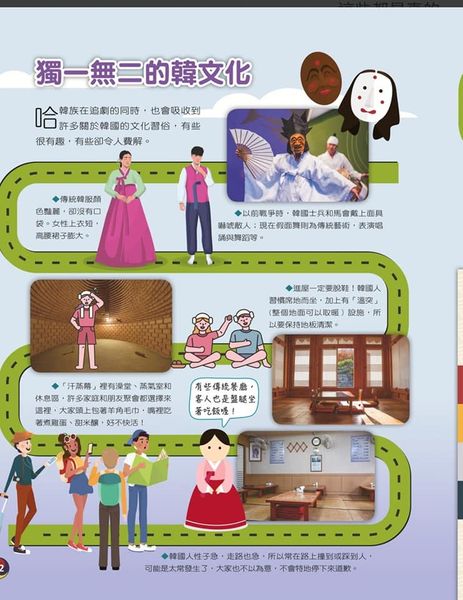 獨一無二的韓文化
哈韓族在追劇的同時，也會吸收到
許多關於韓國的文化習俗，有些
很有趣，有些卻令人費解。
◆傳統韓服顏
色豔麗，卻沒有口
袋。女性上衣短，
高腰裙子膨大。
◆以前戰爭時，韓國士兵和馬會戴上面具
嚇唬敵人；現在假面舞則為傳統藝術，表演唱
誦與舞蹈等。
◆進屋一定要脫鞋！韓國人
習慣席地而坐，加上有「溫突」
（整個地面可以取暖）設施，所
以要保持地板清潔。
◆「汗蒸幕」裡有澡堂、蒸氣室和
休息區，許多家庭和朋友聚會都選擇來
這裡，大家頭上包著羊角毛巾，嘴裡吃
著煮雞蛋、甜米釀，好不快活！
有些傳統餐廳，
客人也是盤腿坐
著吃飯喔！
◆韓國人性子急，走路也急，所以常在路上撞到或踩到人，
可能是太常發生了，大家也不以為意，不會特地停下來道歉。
2